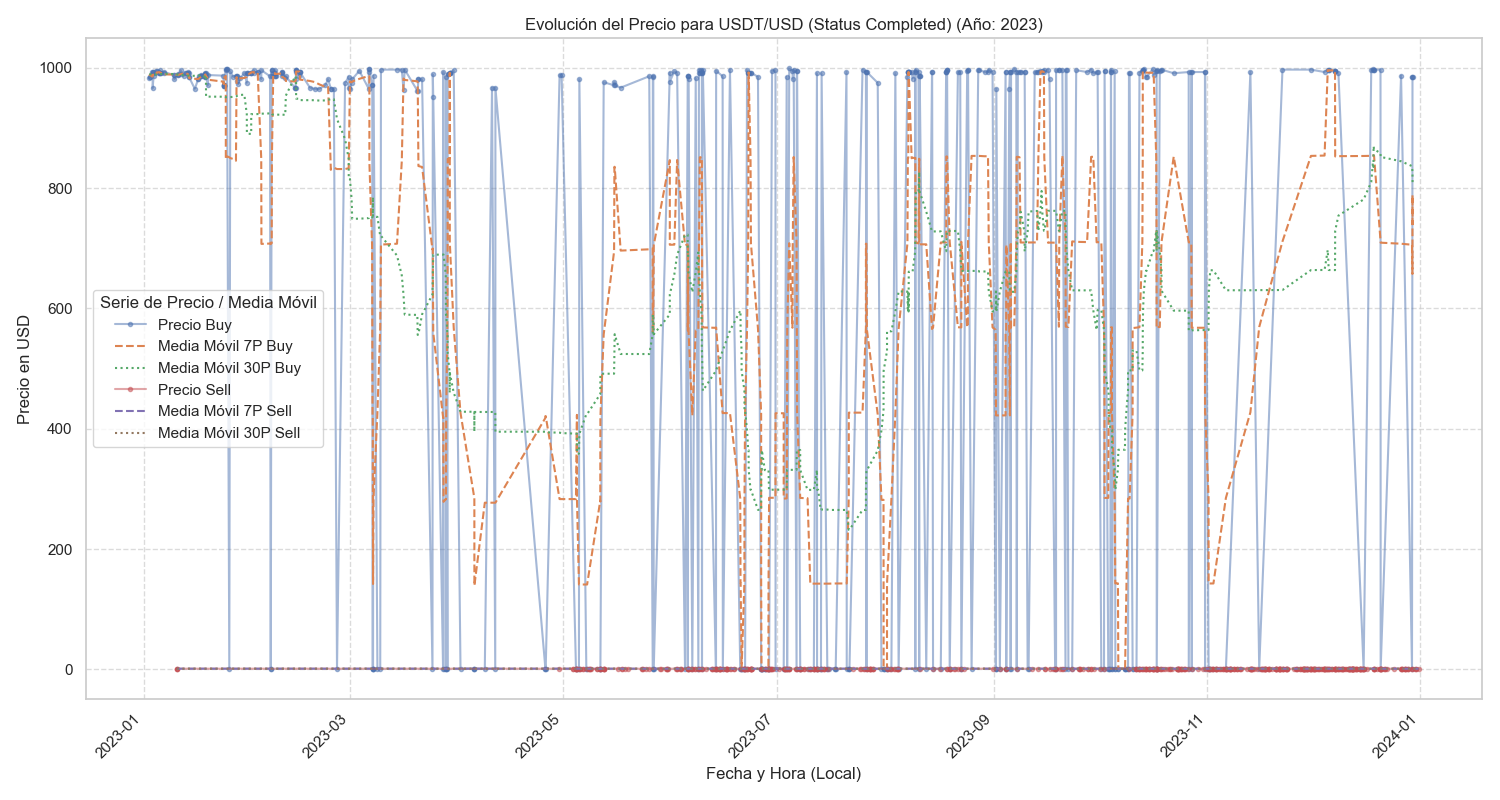 Evolución del Precio para USDT/USD (Status Completed) (Año: 2023)
Precio en USD
1000
800
600
400
200
0
Serie de Precio / Media Móvil
Precio Buy
Media Móvil 7P Buy
Media Móvil 30P Buy
Precio Sell
Media Móvil 7P Sell
Media Móvil 30P Sell
2023-01
2023-03
2023-05
2023-07
2023-09
2023-11
2024-01
Fecha y Hora (Local)